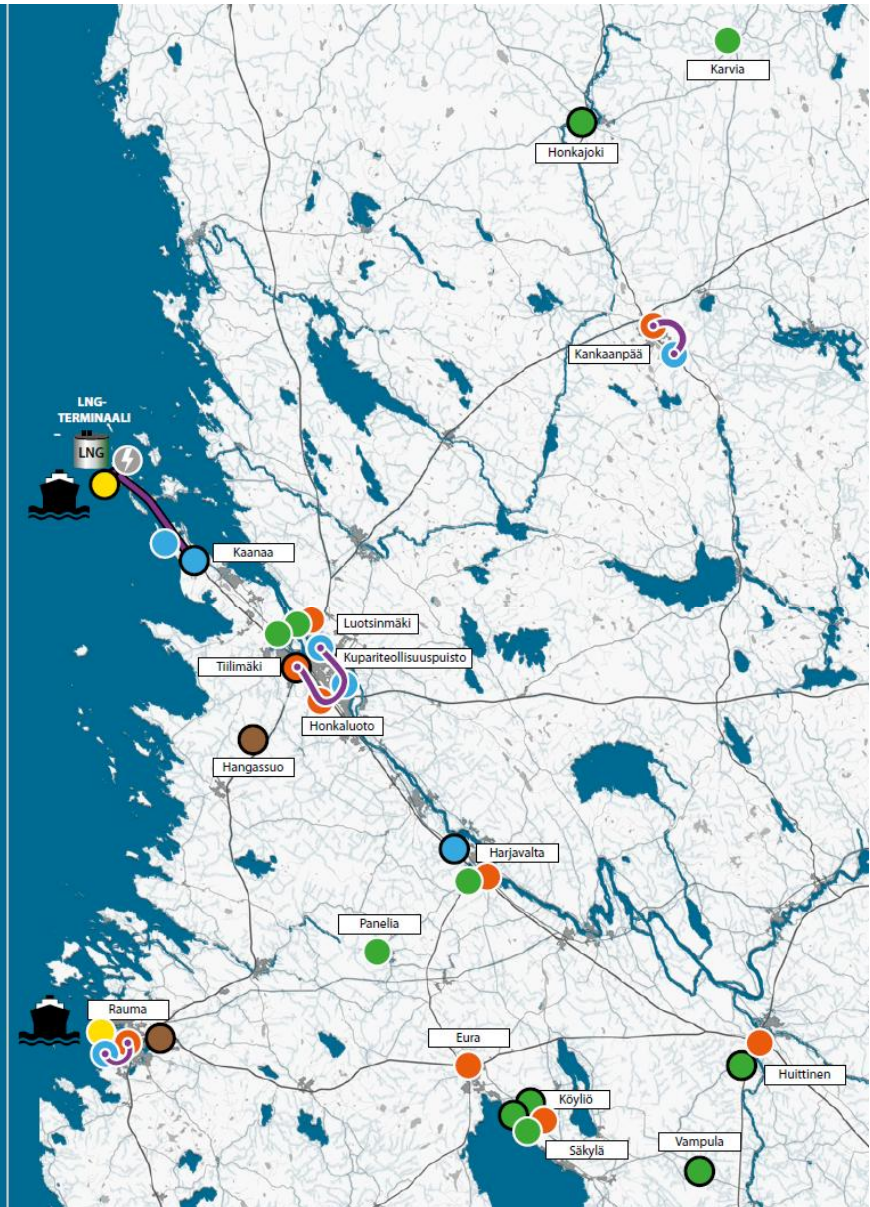 Karvia
Honkajoki
Kankaanpää
LNG-
TERMINAALI
LNG
Kaanaa
Luotsinmäki
Kupariteollisuuspuisto
Tiilimäki
Honkaluoto
Hangassuo
Harjavalta
Panelia
Rauma
Eura
Huittinen
Köyliö
Säkylä
Vampula